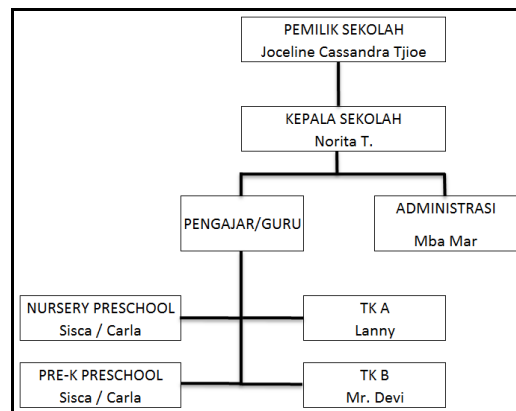 PEMILIK SEKOLAH
Joceline Cassandra Tjioe
KEPALA SEKOLAH
Norita T.
PENGAJAR/GURU
ADMINISTRASI
Mba Mar
NURSERY PRESCHOOL
Sisca / Carla
TK A
Lanny
PRE-K PRESCHOOL
Sisca / Carla
TK B
Mr. Devi